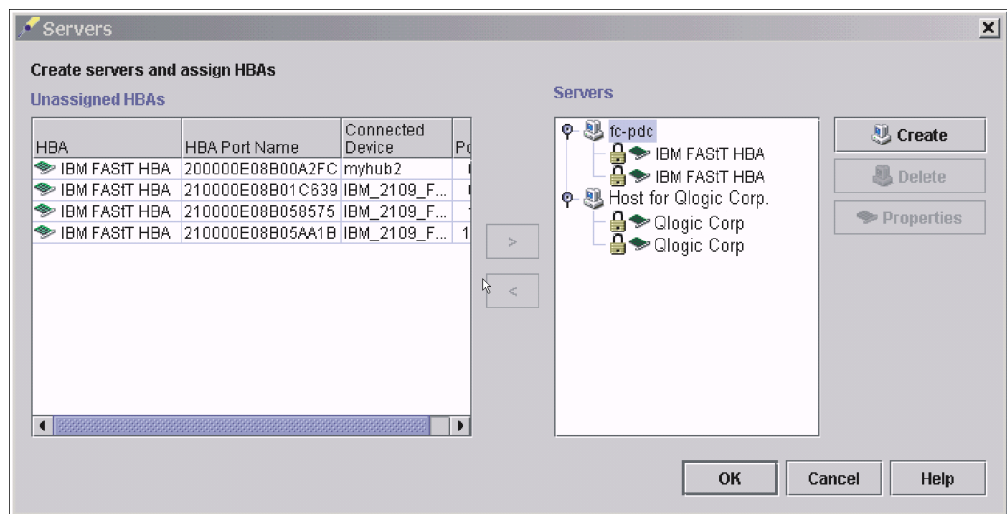 Servers
Create servers and assign HBAs
Unassigned HBAs
HBA HBA Port Name Connected Device
IBM FAStT HBA 200000E08B00A2FC myhub2
IBM FAStT HBA 210000E08B01C639 IBM_2109_F...
IBM FAStT HBA 210000E08B058575 IBM_2109_F...
IBM FAStT HBA 210000E08B05AA1B IBM_2109_F... 1
>
<
Servers
fc-pdc
IBM FAStT HBA
IBM FAStT HBA
Host for Qlogic Corp.
Qlogic Corp
Qlogic Corp
Create
Delete
Properties
OK Cancel Help